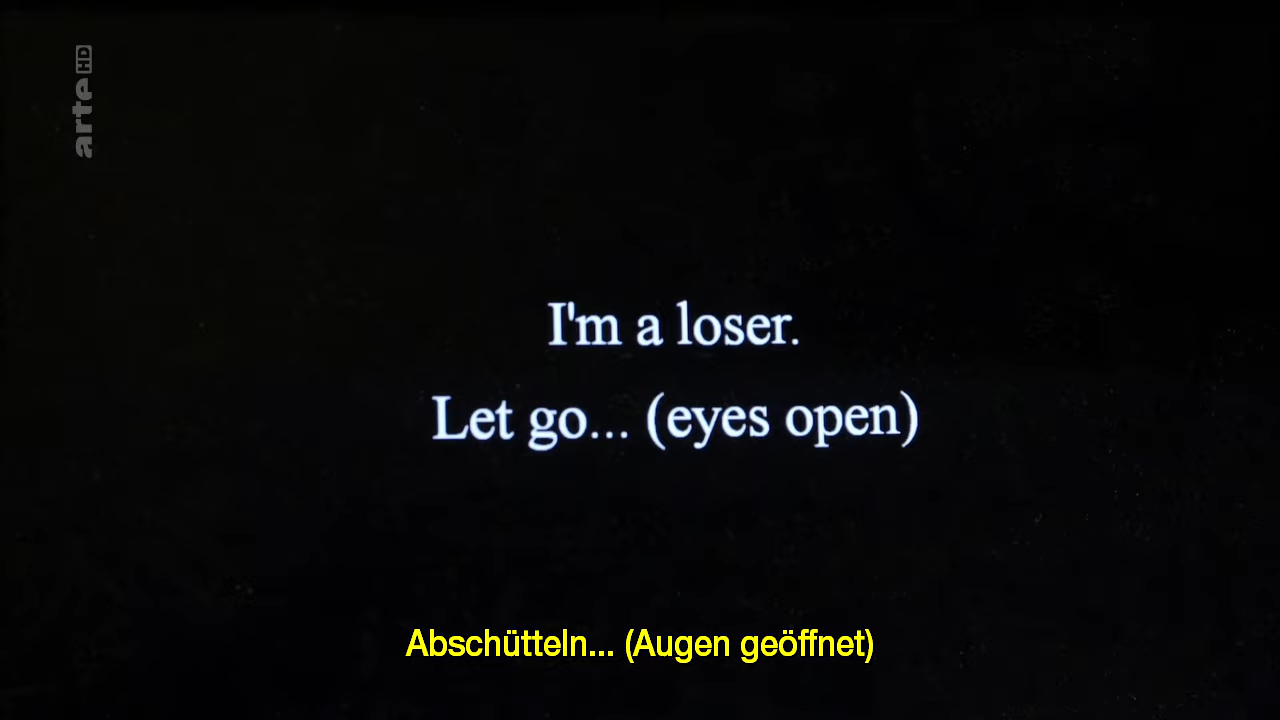 arte HD
I'm a loser.
Let go... (eyes open)
Abschütteln... (Augen geöffnet)